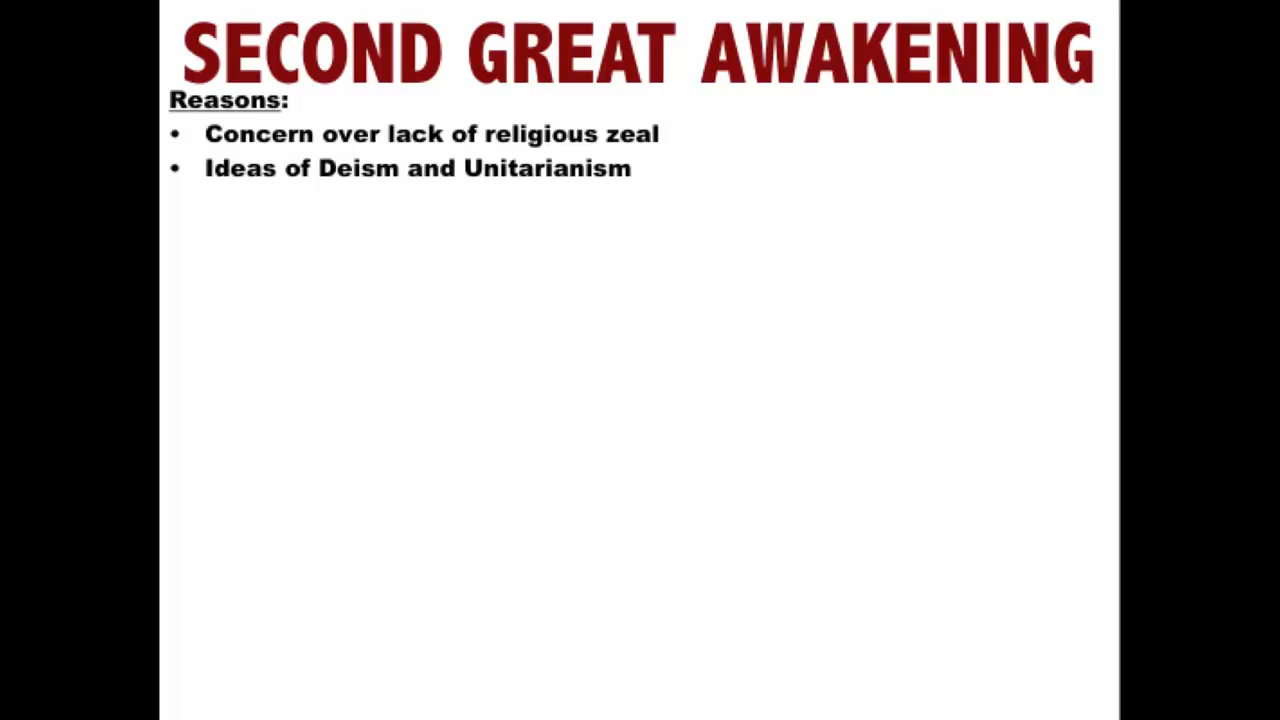 SECOND GREAT AWAKENING
Reasons:
• Concern over lack of religious zeal
• Ideas of Deism and Unitarianism